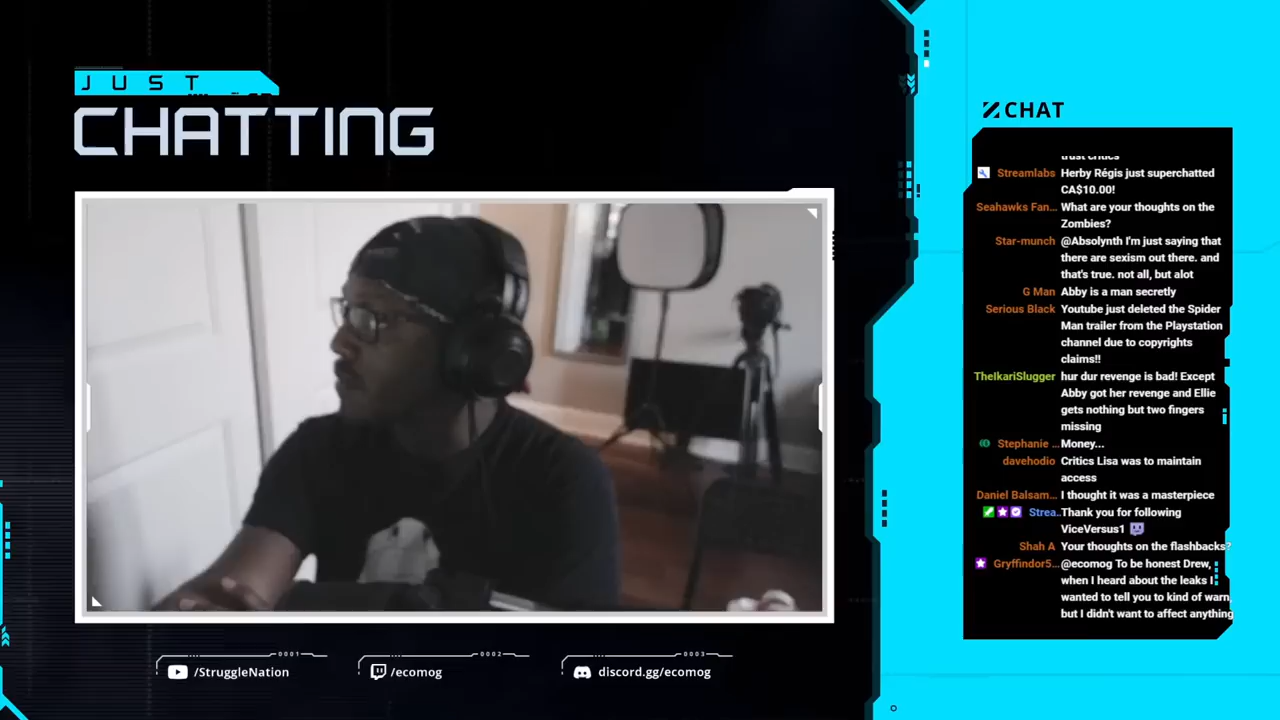 JUST
CHATTING
CHAT
trust critics
Streamlabs Herby Régis just superchatted
CA$10.00!
Seahawks Fan... What are your thoughts on the
Zombies?
Star-munch @Absolynth I'm just saying that
there are sexism out there. and
that's true. not all, but alot
G Man Abby is a man secretly
Serious Black Youtube just deleted the Spider
Man trailer from the Playstation
channel due to copyrights
claims!!
TheIkariSlugger hur dur revenge is bad! Except
Abby got her revenge and Ellie
gets nothing but two fingers
missing
Stephanie ... Money...
davehodio Critics Lisa was to maintain
access
Daniel Balsam... I thought it was a masterpiece
Strea.. Thank you for following
ViceVersus1
Shah A Your thoughts on the flashbacks?
Gryffindor5... @ecomog To be honest Drew,
when I heard about the leaks I
wanted to tell you to kind of warn
but I didn't want to affect anything
0001
/StruggleNation
0002
/ecomog
0003
discord.gg/ecomog